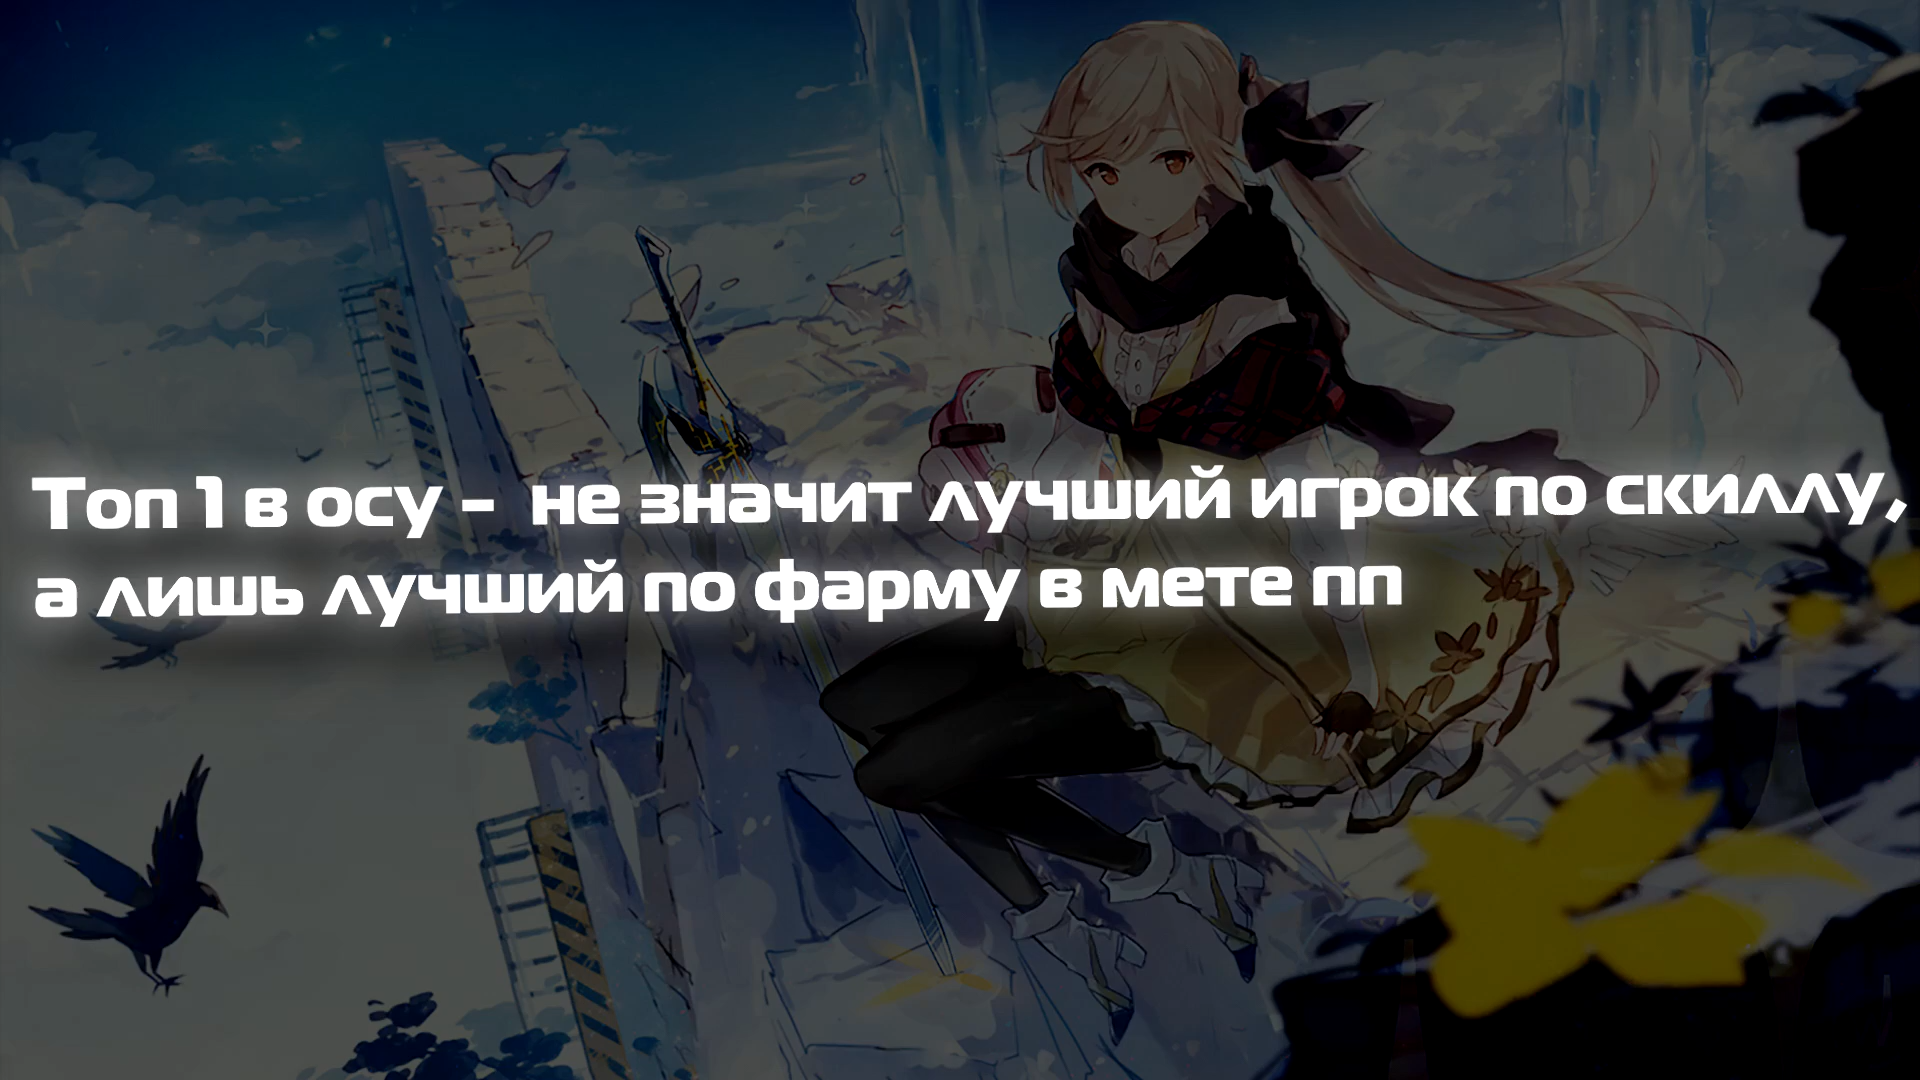 Топ 1 в осу - не значит лучший игрок по скиллу,
а лишь лучший по фарму в мете пп